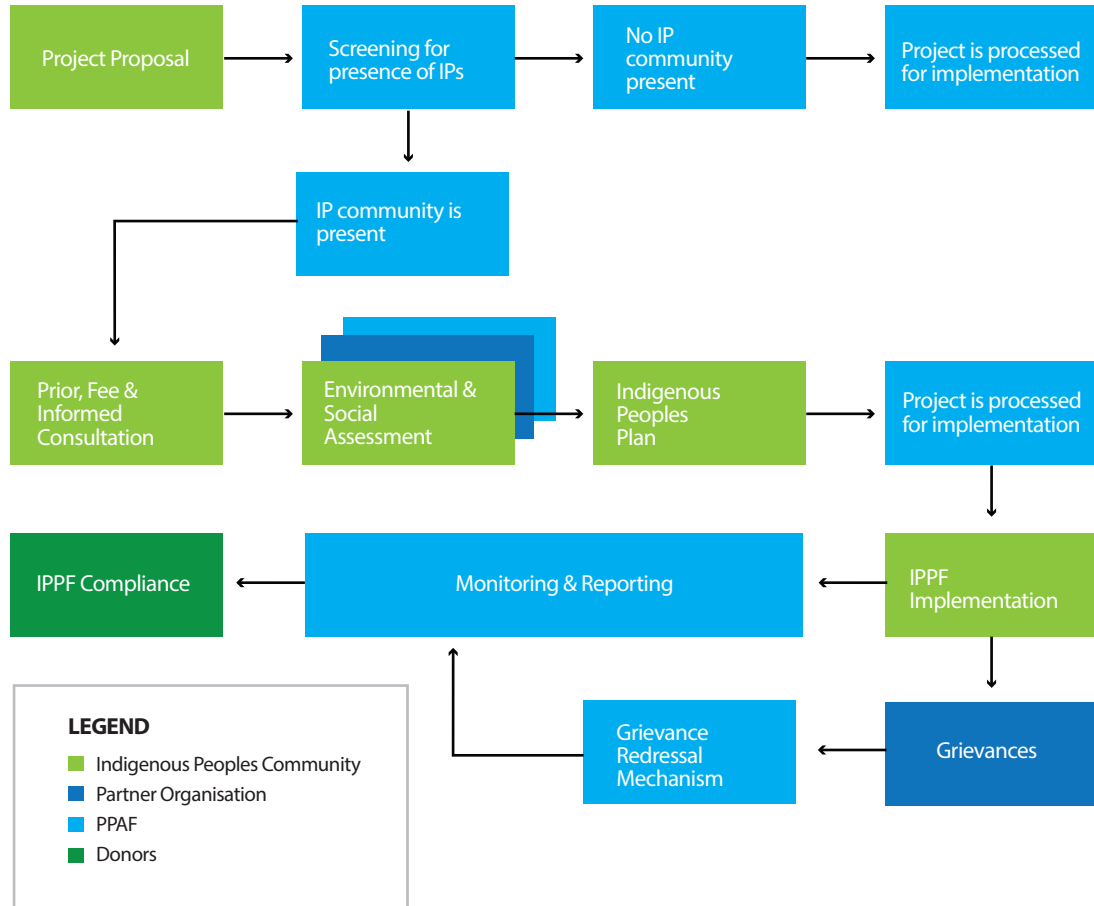 Project Proposal
Screening for
presence of IPs
No IP
community
present
Project is processed
for implementation
IP community is
present
Prior, Fee &
Informed
Consultation
Environmental &
Social
Assessment
Indigenous
Peoples
Plan
Project is processed
for implementation
IPPF Compliance
Monitoring & Reporting
IPPF
Implementation
Grievance
Redressal
Mechanism
Grievances
LEGEND
Indigenous Peoples Community
Partner Organisation
PPAF
Donors